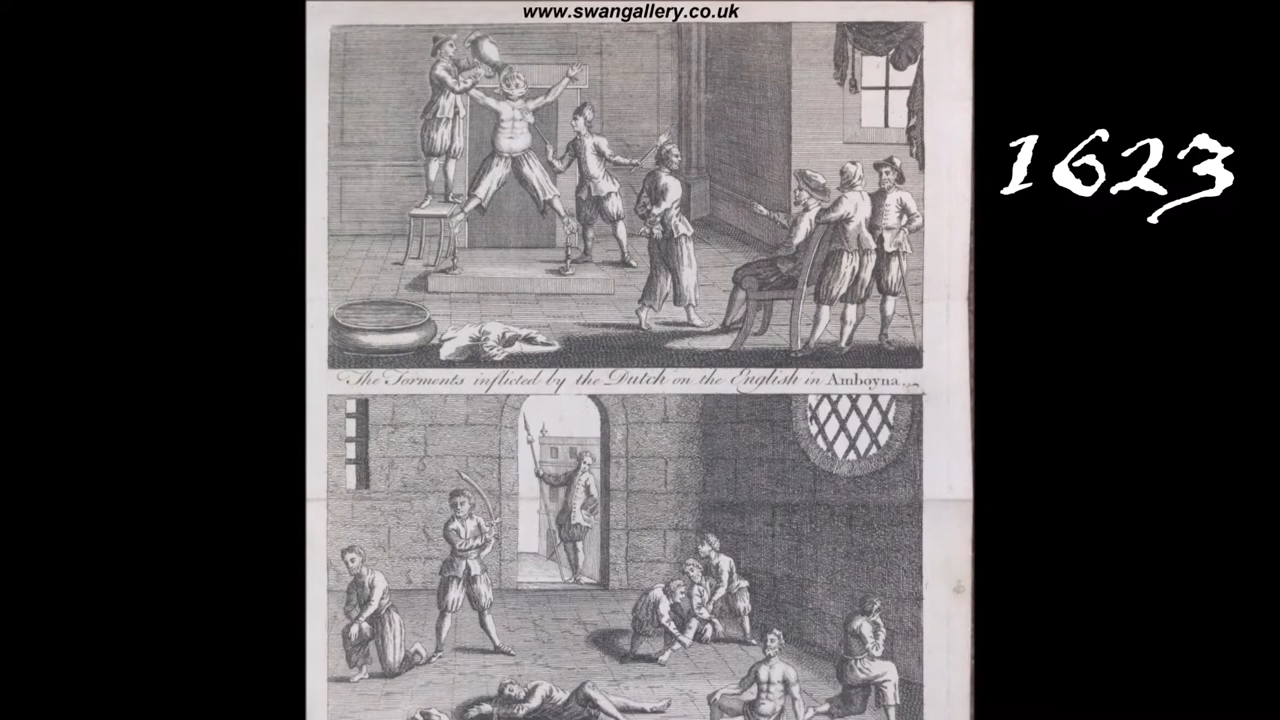 www.swangallery.co.uk
1623
The Torments inflicted by the Dutch on the English in Amboyna...